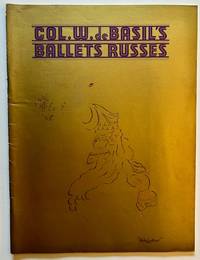 COL. W. de BASIL'S
BALLETS RUSSES